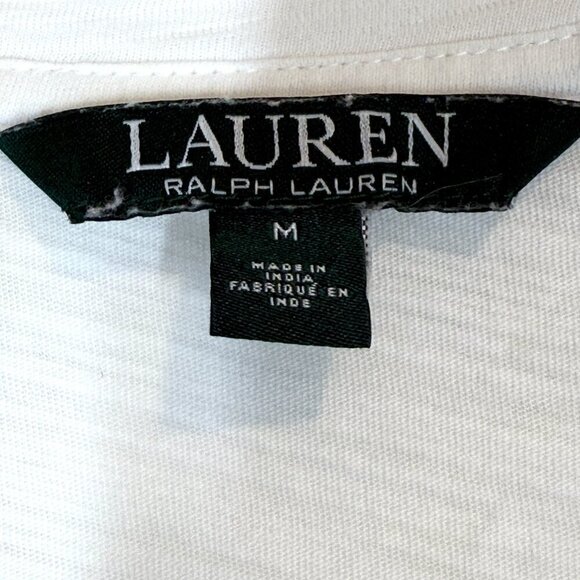 LAUREN
RALPH LAUREN
M
MADE IN
INDIA
FABRIQUÉ EN
INDE